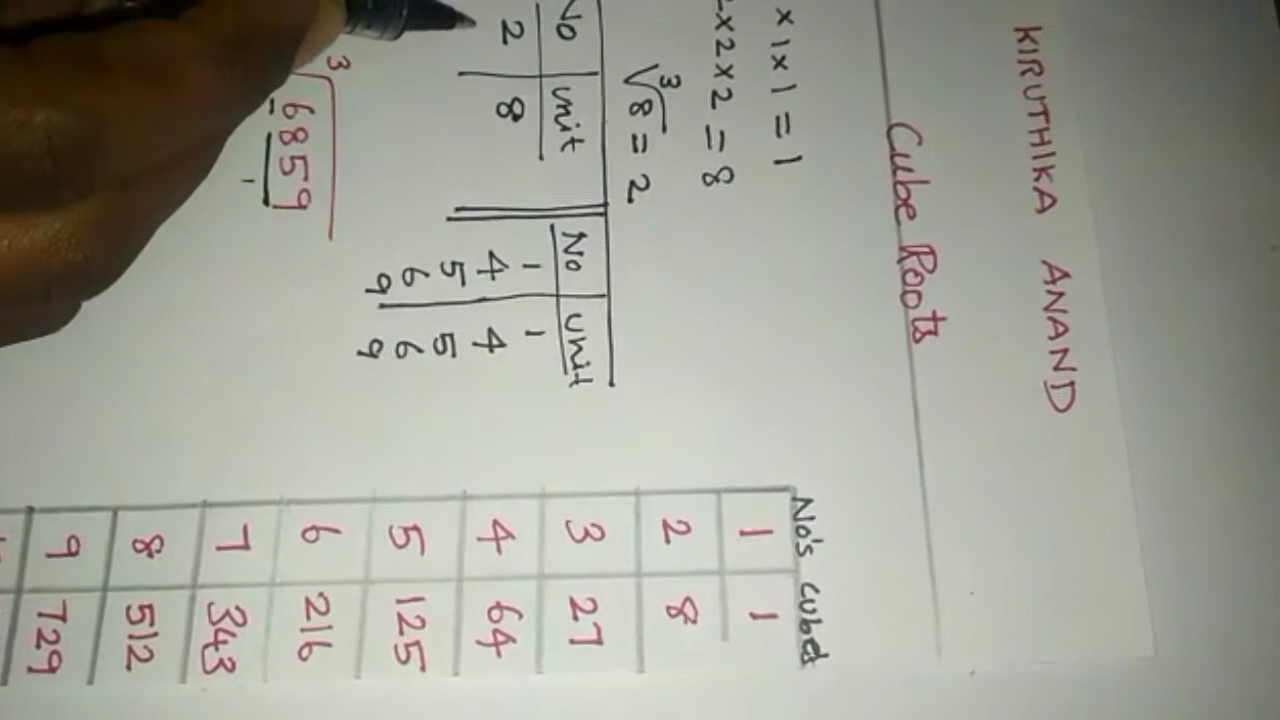 KIRUTHIKA ANAND
Cube Roots
x 1 x 1 = 1
x 2 x 2 = 8
∛8 = 2
No unit
2 8
No unit
1 1
4 4
5 5
6 6
9 9
∛6859
1
No's cubed
1 1
2 8
3 27
4 64
5 125
6 216
7 343
8 512
9 729